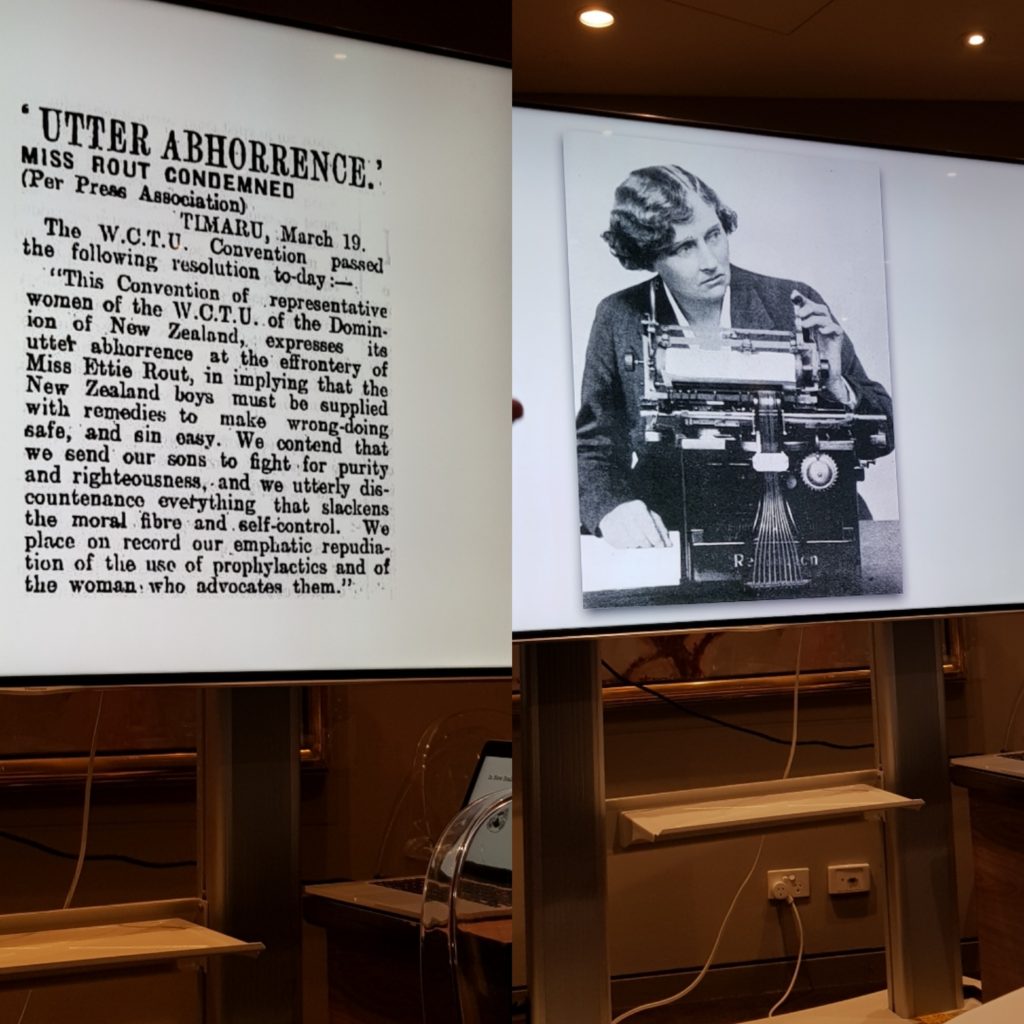 ‘UTTER ABHORRENCE.’
MISS ROUT CONDEMNED
(Per Press Association)
TIMARU, March 19.
The W.C.T.U. Convention passed
the following resolution to-day:—
"This Convention of representative
women of the W.C.T.U. of the Domin-
ion of New Zealand, expresses its
utter abhorrence at the effrontery of
Miss Ettie Rout, in implying that the
New Zealand boys must be supplied
with remedies to make wrong-doing
safe, and sin easy. We contend that
we send our sons to fight for purity
and righteousness, and we utterly dis-
countenance everything that slackens
the moral fibre and self-control. We
place on record our emphatic repudia-
tion of the use of prophylactics and of
the woman who advocates them."